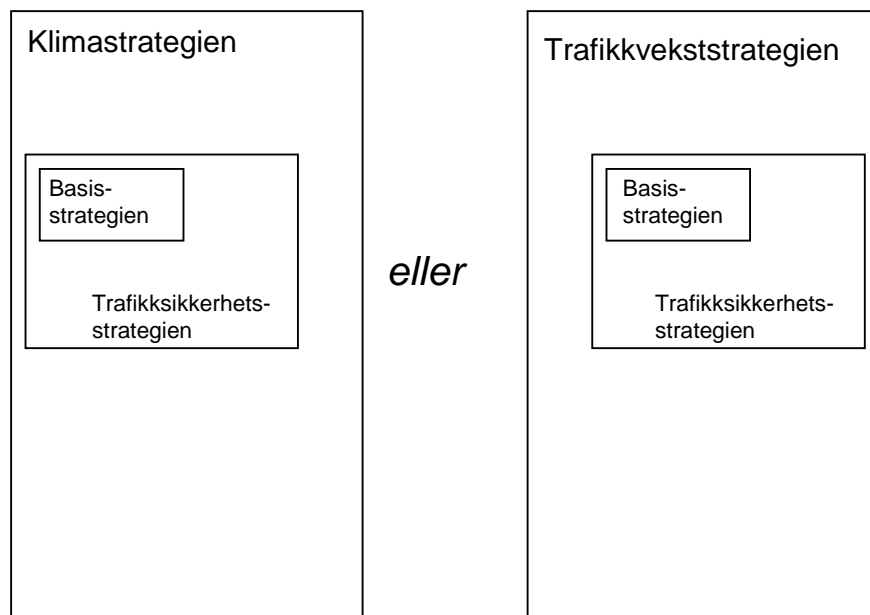 Klimastrategien
Basis-
strategien
Trafikksikkerhets-
strategien
eller
Trafikkvekststrategien
Basis-
strategien
Trafikksikkerhets-
strategien